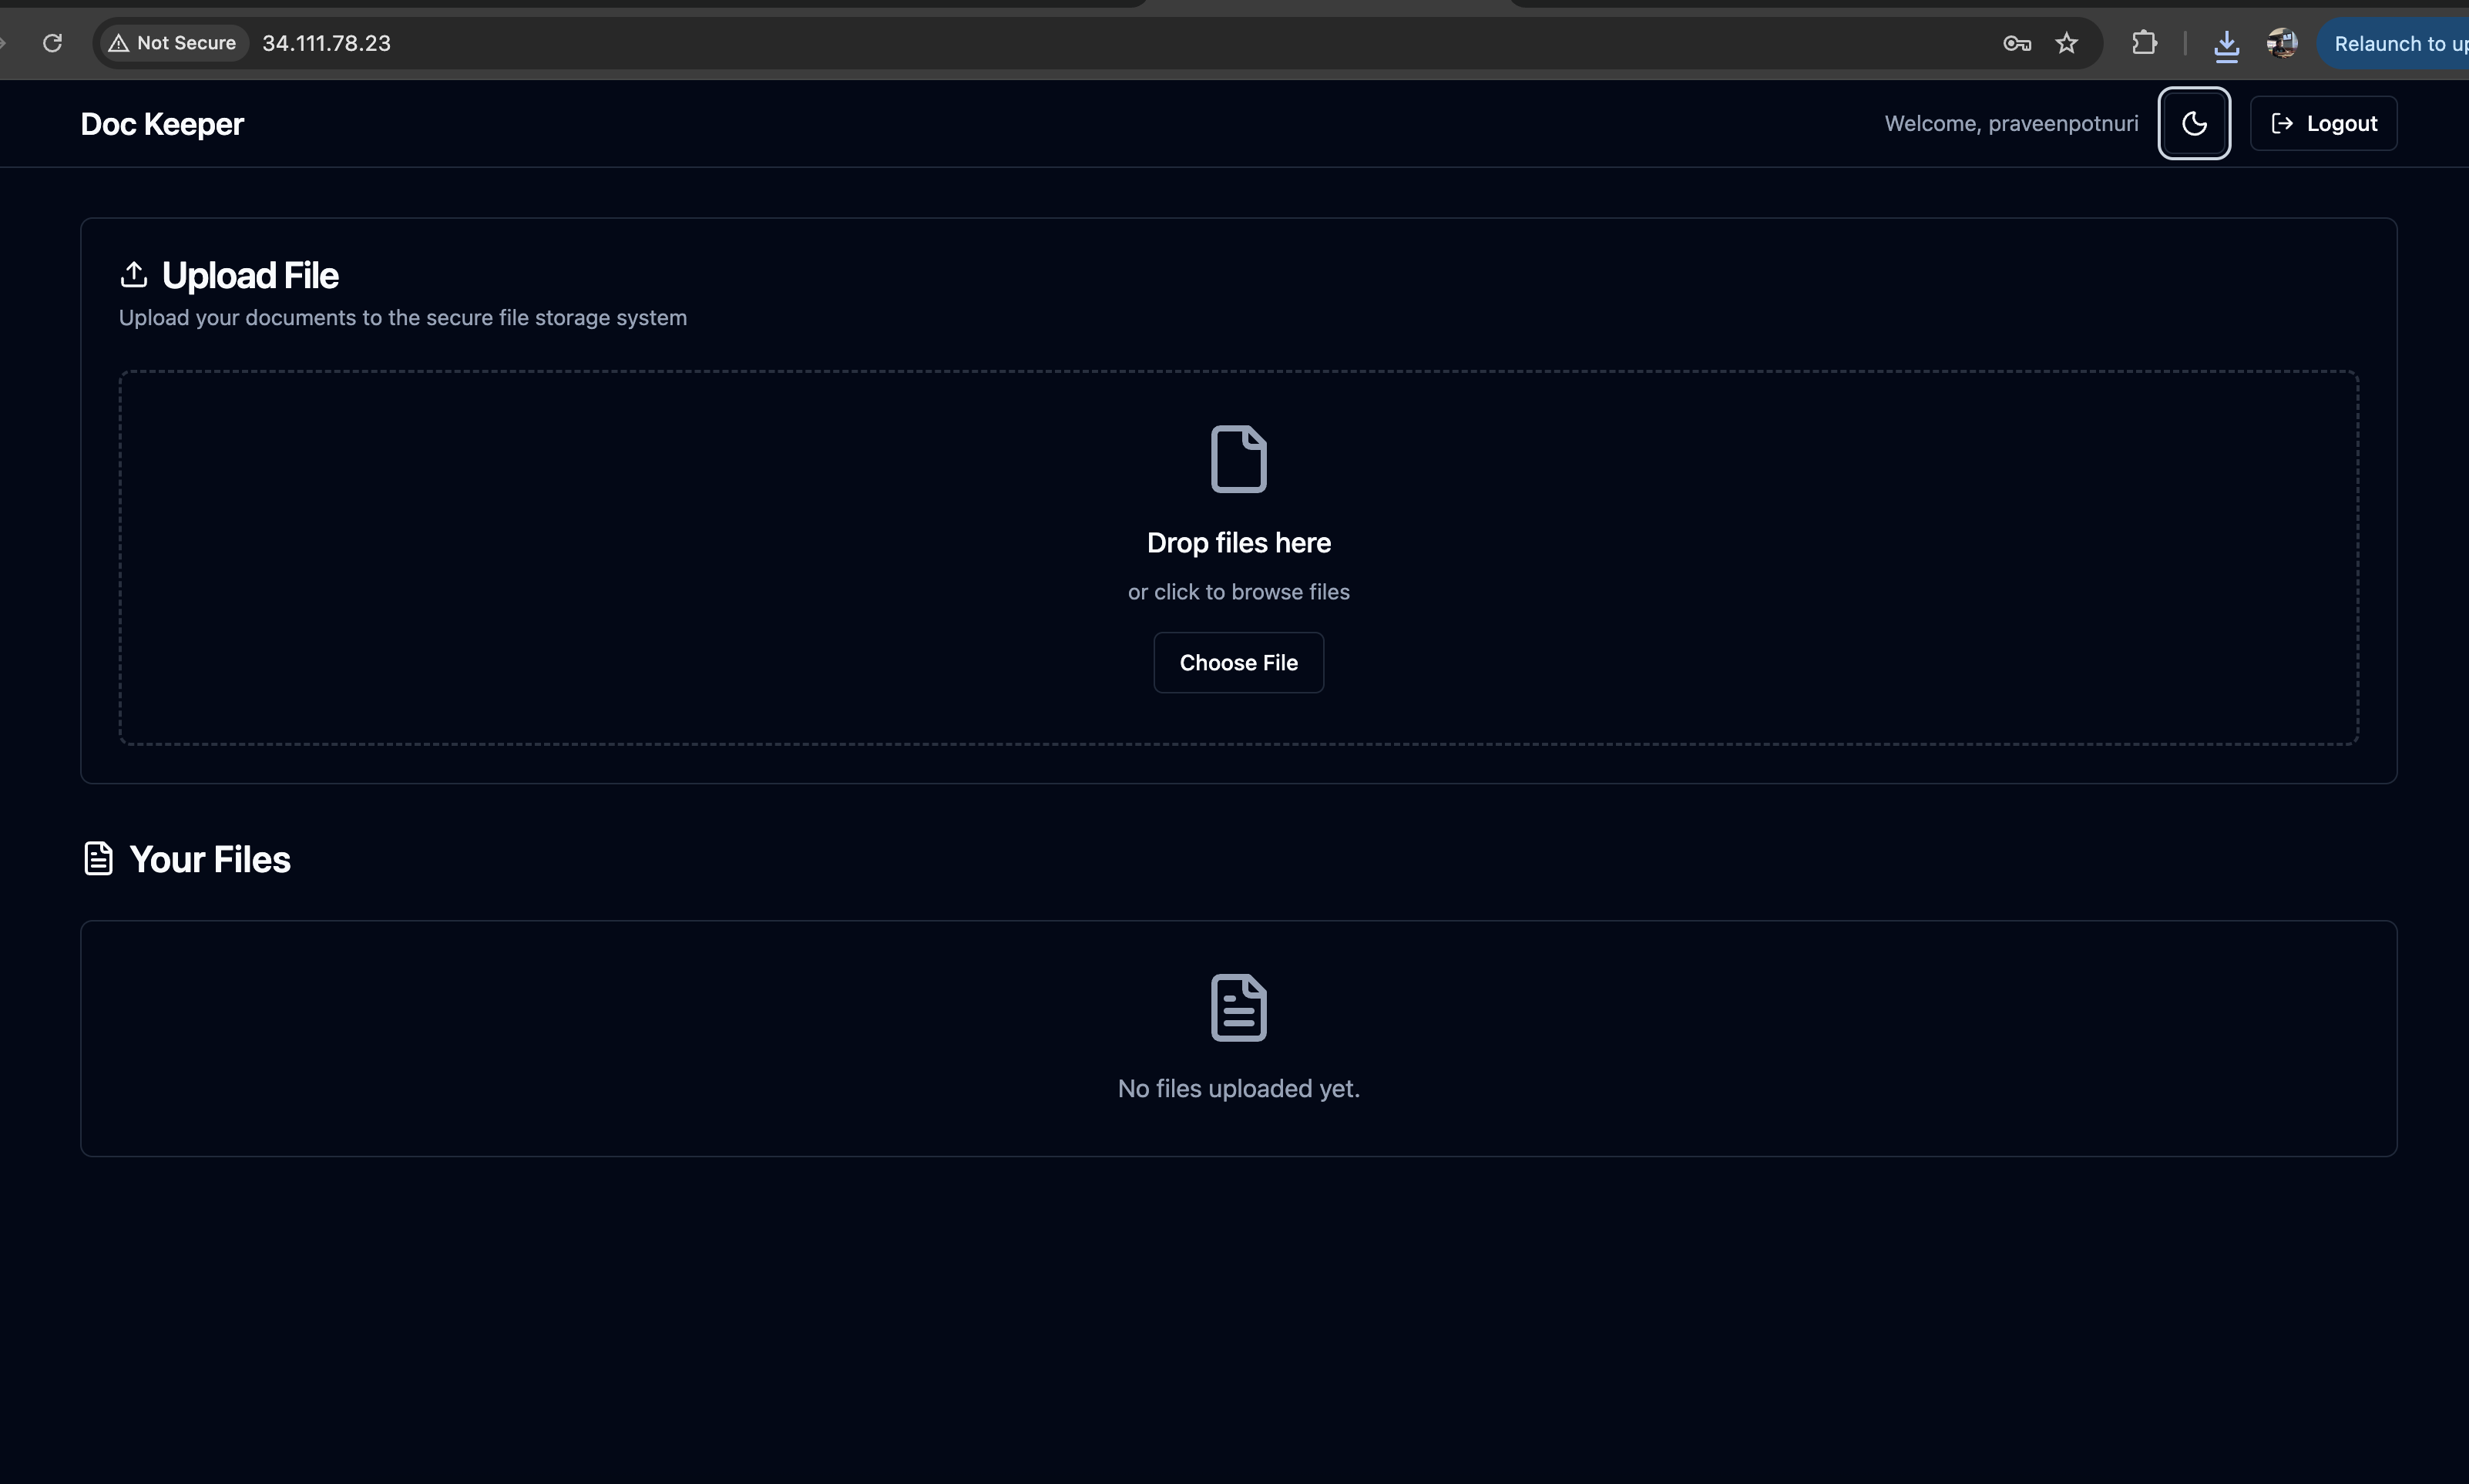 Not Secure 34.111.78.23 Relaunch to up
Doc Keeper Welcome, praveenpotnuri Logout
Upload File
Upload your documents to the secure file storage system
Drop files here
or click to browse files
Choose File
Your Files
No files uploaded yet.